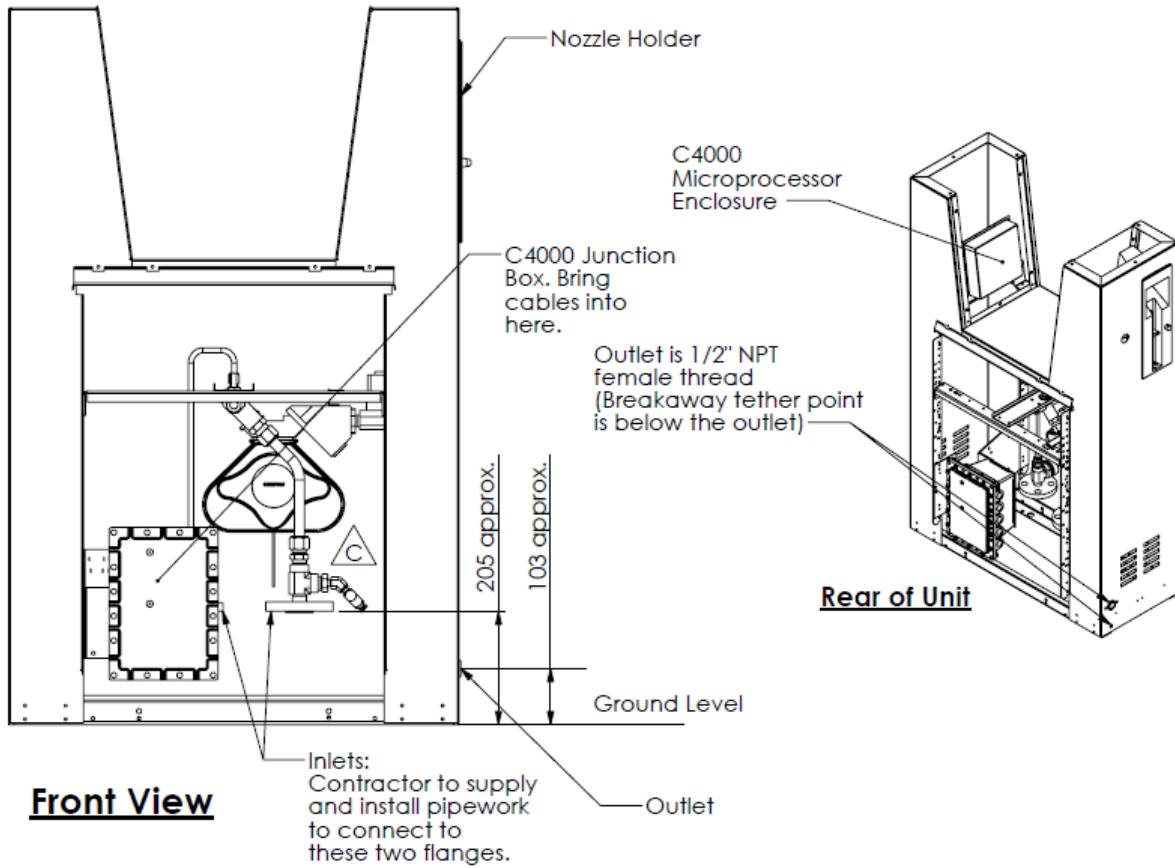 Nozzle Holder
C4000
Microprocessor
Enclosure
C4000 Junction
Box. Bring
cables into
here.
Outlet is 1/2" NPT
female thread
(Breakaway tether point
is below the outlet)
C
205 approx.
103 approx.
Rear of Unit
Ground Level
Inlets:
Contractor to supply
and install pipework
to connect to
these two flanges.
Outlet
Front View